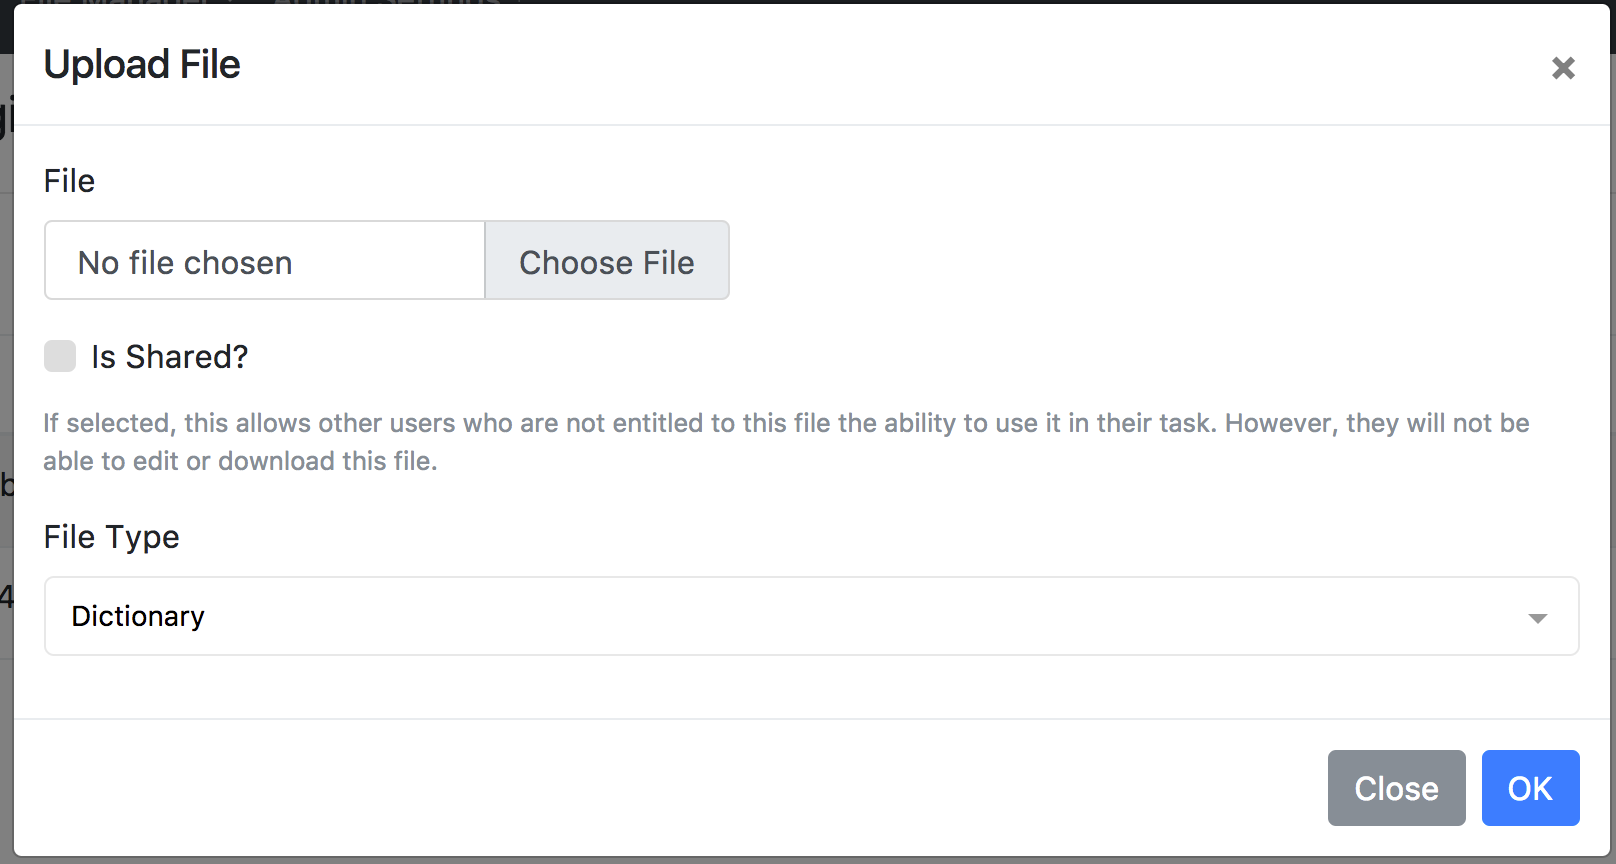 Upload File
File
No file chosen
Choose File
Is Shared?
If selected, this allows other users who are not entitled to this file the ability to use it in their task. However, they will not be
able to edit or download this file.
File Type
Dictionary
Close
OK